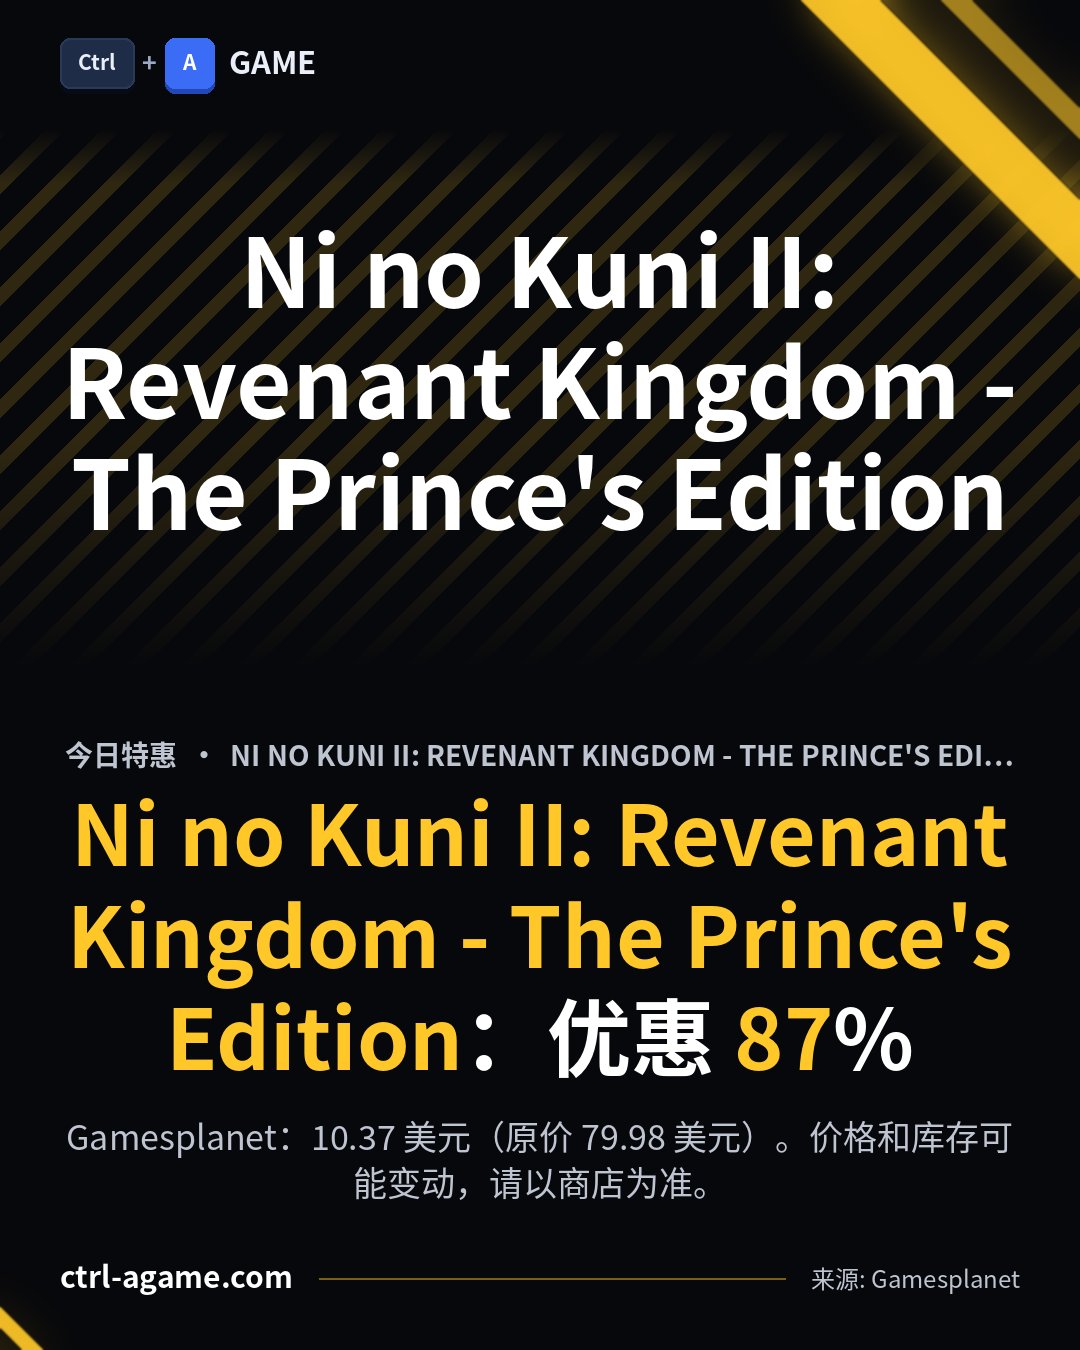 Ctrl + A GAME
Ni no Kuni II:
Revenant Kingdom -
The Prince's Edition
今日特惠 • NI NO KUNI II: REVENANT KINGDOM - THE PRINCE'S EDI…
Ni no Kuni II: Revenant
Kingdom - The Prince's
Edition：优惠 87%
Gamesplanet：10.37 美元（原价 79.98 美元）。价格和库存可
能变动，请以商店为准。
ctrl-agame.com
来源: Gamesplanet